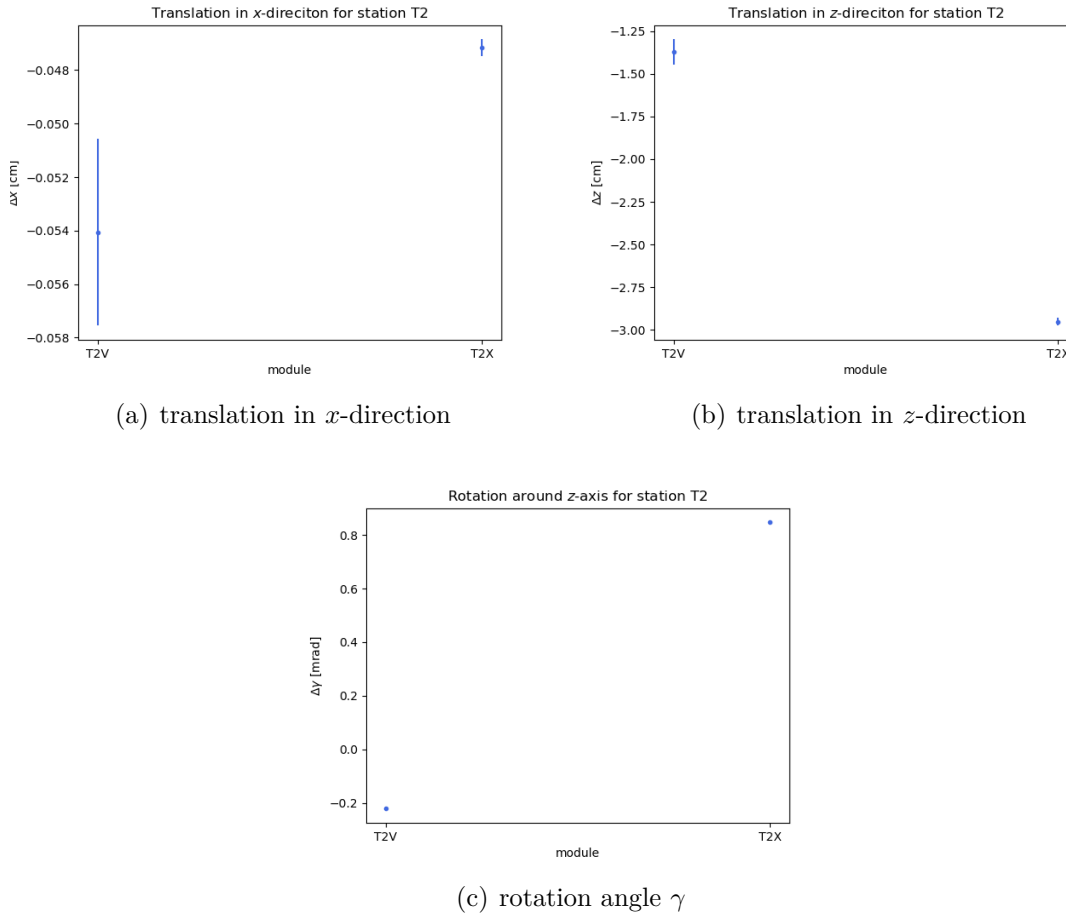 Translation in x-direciton for station T2
−0.048
−0.050
−0.052
−0.054
−0.056
−0.058
Δx [cm]
T2V
T2X
module
(a) translation in x-direction
Translation in z-direciton for station T2
−1.25
−1.50
−1.75
−2.00
−2.25
−2.50
−2.75
−3.00
Δz [cm]
T2V
T2X
module
(b) translation in z-direction
Rotation around z-axis for station T2
0.8
0.6
0.4
0.2
0.0
−0.2
Δγ [mrad]
T2V
T2X
module
(c) rotation angle γ